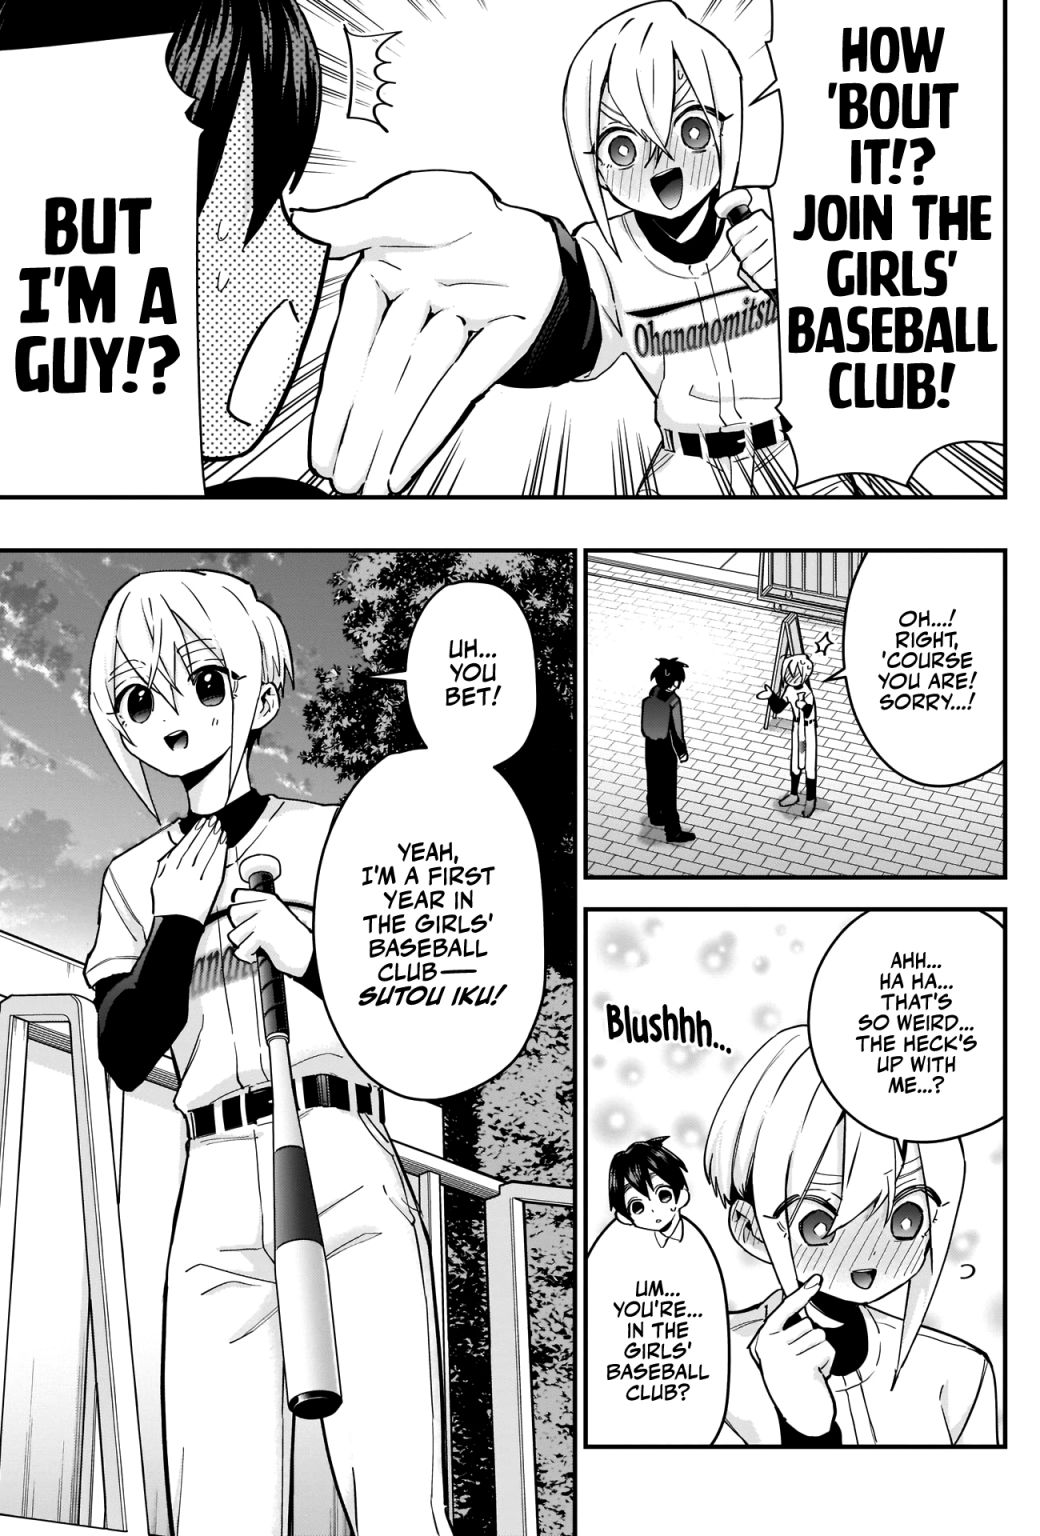 HOW
'BOUT
IT!?
JOIN THE
GIRLS'
BASEBALL
CLUB!
Ohananomitsu
BUT
I'M A
GUY!?
OH...!
RIGHT,
'COURSE
YOU ARE!
SORRY...!
AHH...
HA HA...
THAT'S
SO WEIRD...
THE HECK'S
UP WITH
ME...?
Blushhh...
UM...
YOU'RE...
IN THE
GIRLS'
BASEBALL
CLUB?
UH...
YOU
BET!
YEAH,
I'M A FIRST
YEAR IN
THE GIRLS'
BASEBALL
CLUB——
SUTOU IKU!